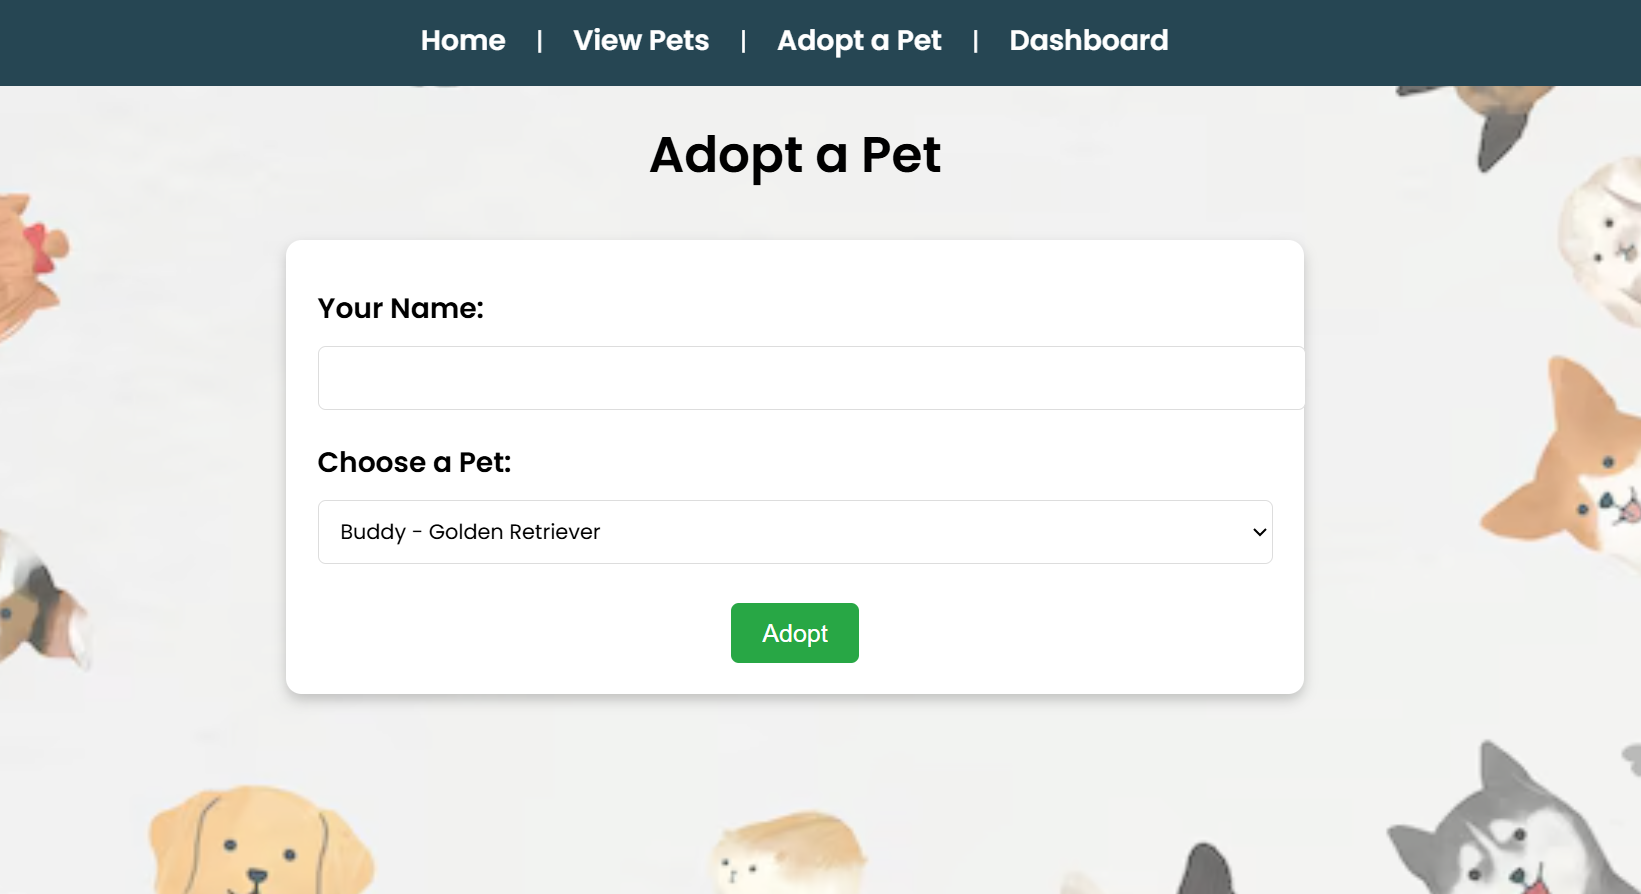 Home | View Pets | Adopt a Pet | Dashboard
Adopt a Pet
Your Name:
Choose a Pet:
Buddy - Golden Retriever
Adopt